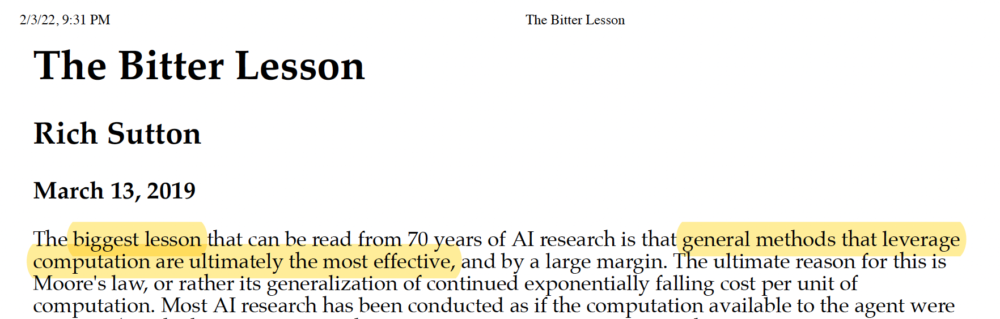 2/3/22, 9:31 PM
The Bitter Lesson
The Bitter Lesson
Rich Sutton
March 13, 2019
The biggest lesson that can be read from 70 years of AI research is that general methods that leverage
computation are ultimately the most effective, and by a large margin. The ultimate reason for this is
Moore's law, or rather its generalization of continued exponentially falling cost per unit of
computation. Most AI research has been conducted as if the computation available to the agent were